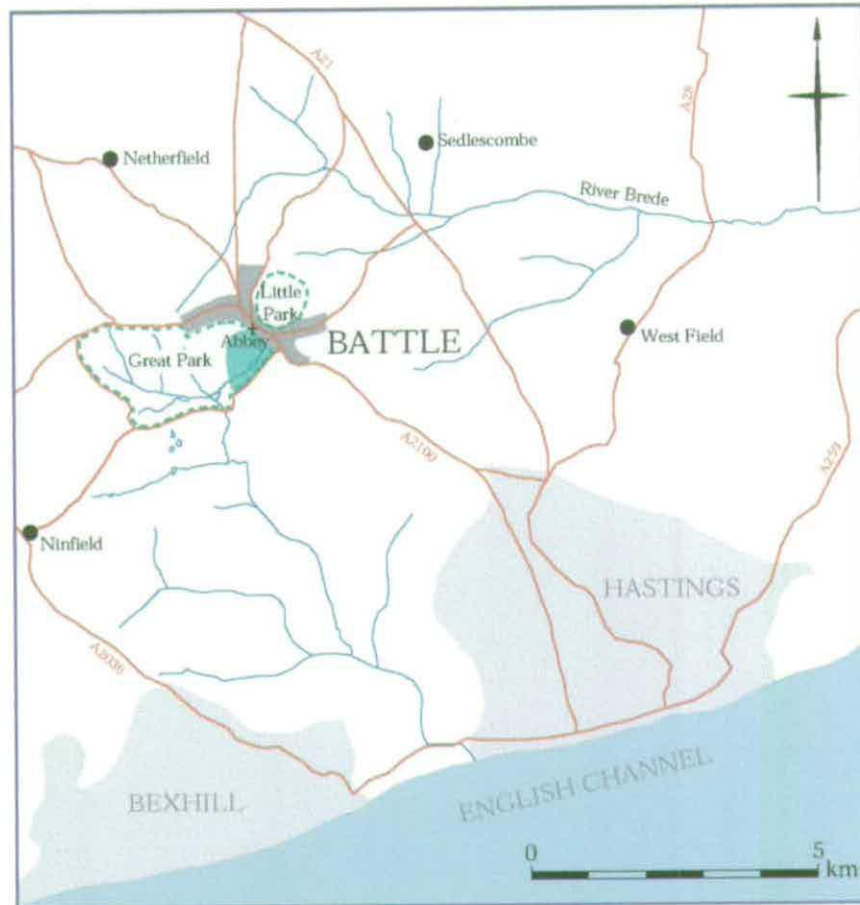 A21
A28
Netherfield
Sedlescombe
River Brede
Little
Park
Abbey
BATTLE
Great Park
West Field
A2100
A259
Ninfield
HASTINGS
A2036
BEXHILL
ENGLISH CHANNEL
0
5
km